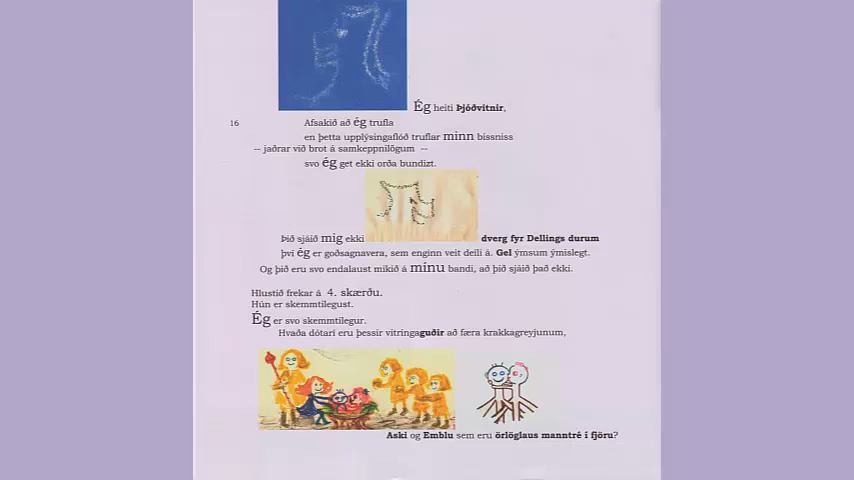 Ég heiti Þjóðvitnir,
16
Afsakið að ég trufla
en þetta upplýsingaflóð truflar minn bissniss
-- jaðrar við brot á samkeppnilögum --
svo ég get ekki orða bundizt.
Þið sjáið mig ekki dverg fyr Dellings durum
því ég er goðsagnavera, sem enginn veit deili á. Gel ýmsum ýmislegt.
Og þið eru svo endalaust mikið á mínu bandi, að þið sjáið það ekki.
Hlustið frekar á 4. skærðu.
Hún er skemmtilegust.
Ég er svo skemmtilegur.
Hvaða dótarí eru þessir vitringaguðir að færa krakkagreyjunum,
Aski og Emblu sem eru örlöglaus manntré í fjöru?